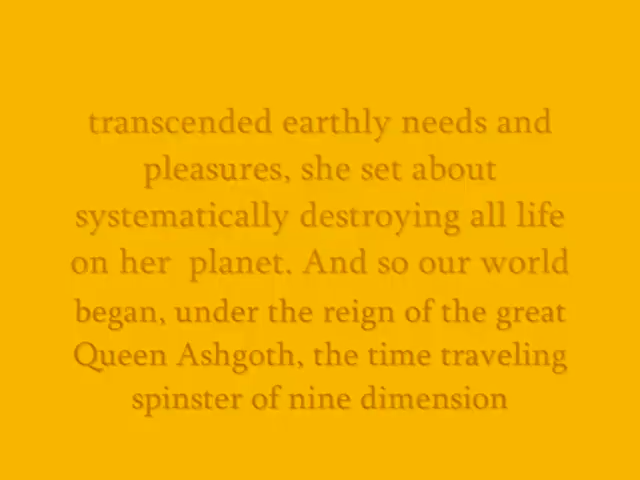 transcended earthly needs and
pleasures, she set about
systematically destroying all life
on her planet. And so our world
began, under the reign of the great
Queen Ashgoth, the time traveling
spinster of nine dimension